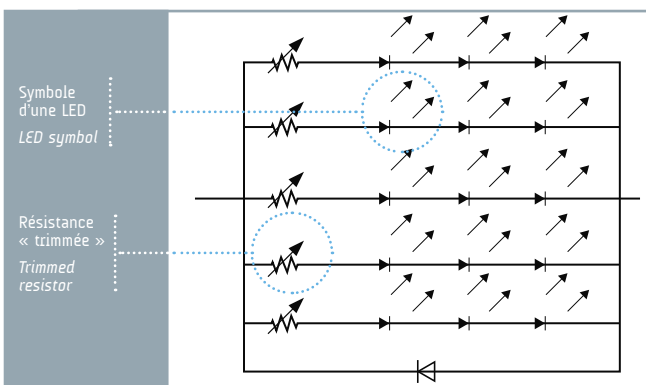 Symbole
d'une LED
LED symbol
Résistance
« trimmée »
Trimmed
resistor